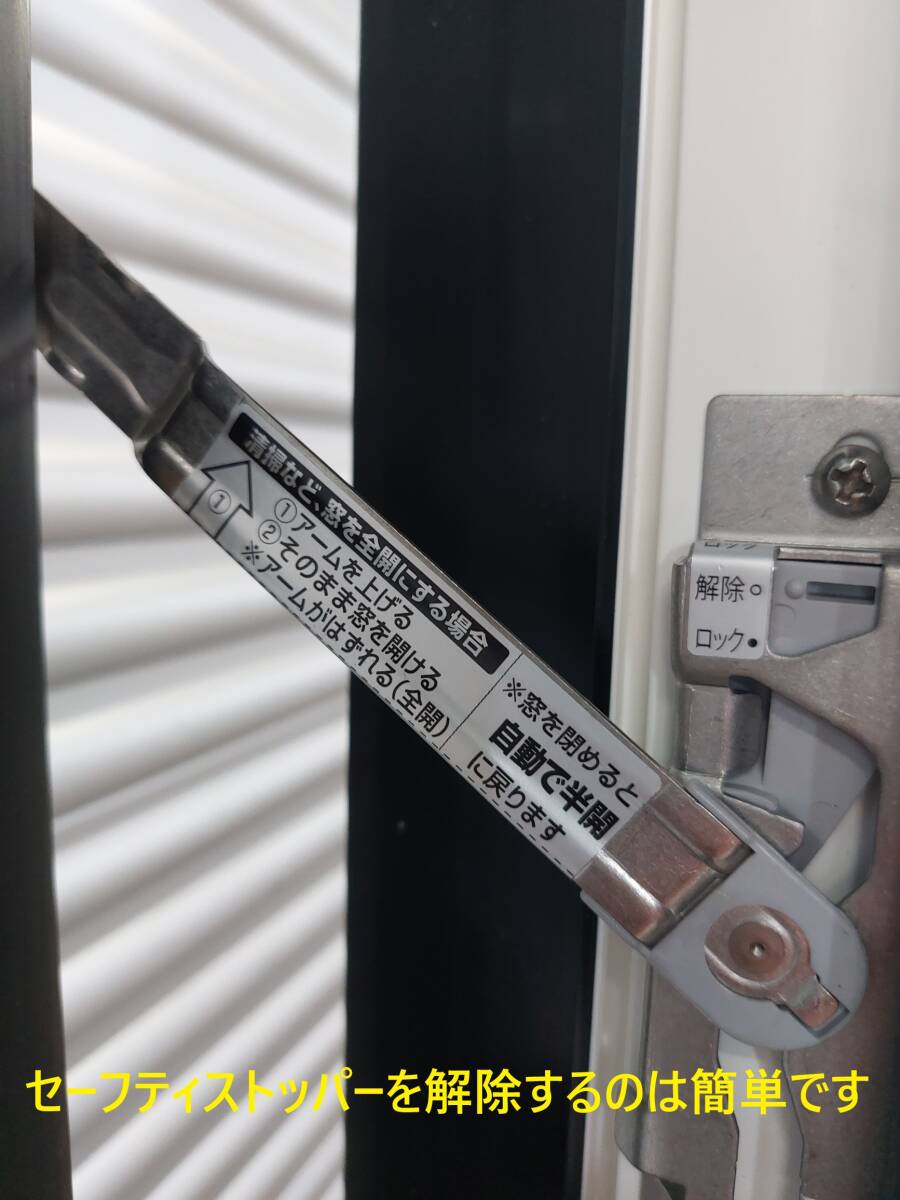 清掃など、窓を全開にする場合
①アームを上げる
②そのまま窓を開ける
※アームがはずれる(全開)
①
※窓を閉めると
自動で半開
に戻ります
ロック
解除
ロック
セーフティストッパーを解除するのは簡単です